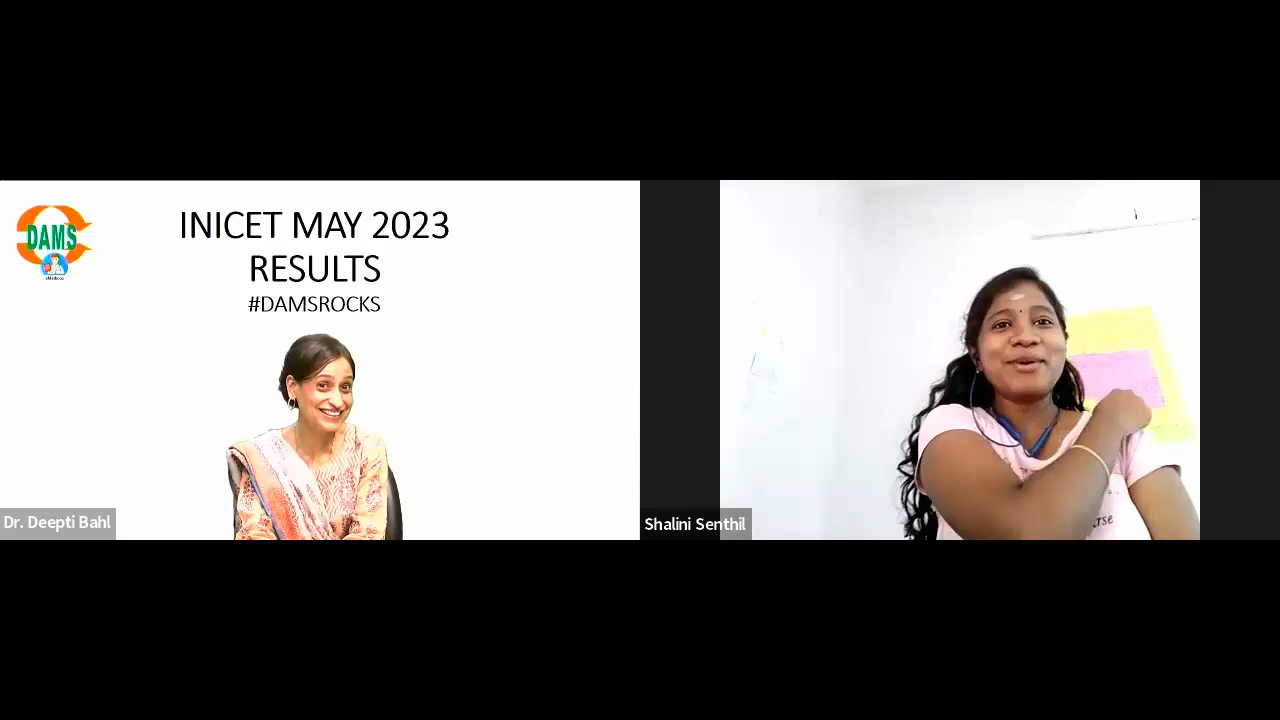 INICET MAY 2023
RESULTS
#DAMSROCKS
DAMS
Dr. Deepti Bahl
Shalini Senthil